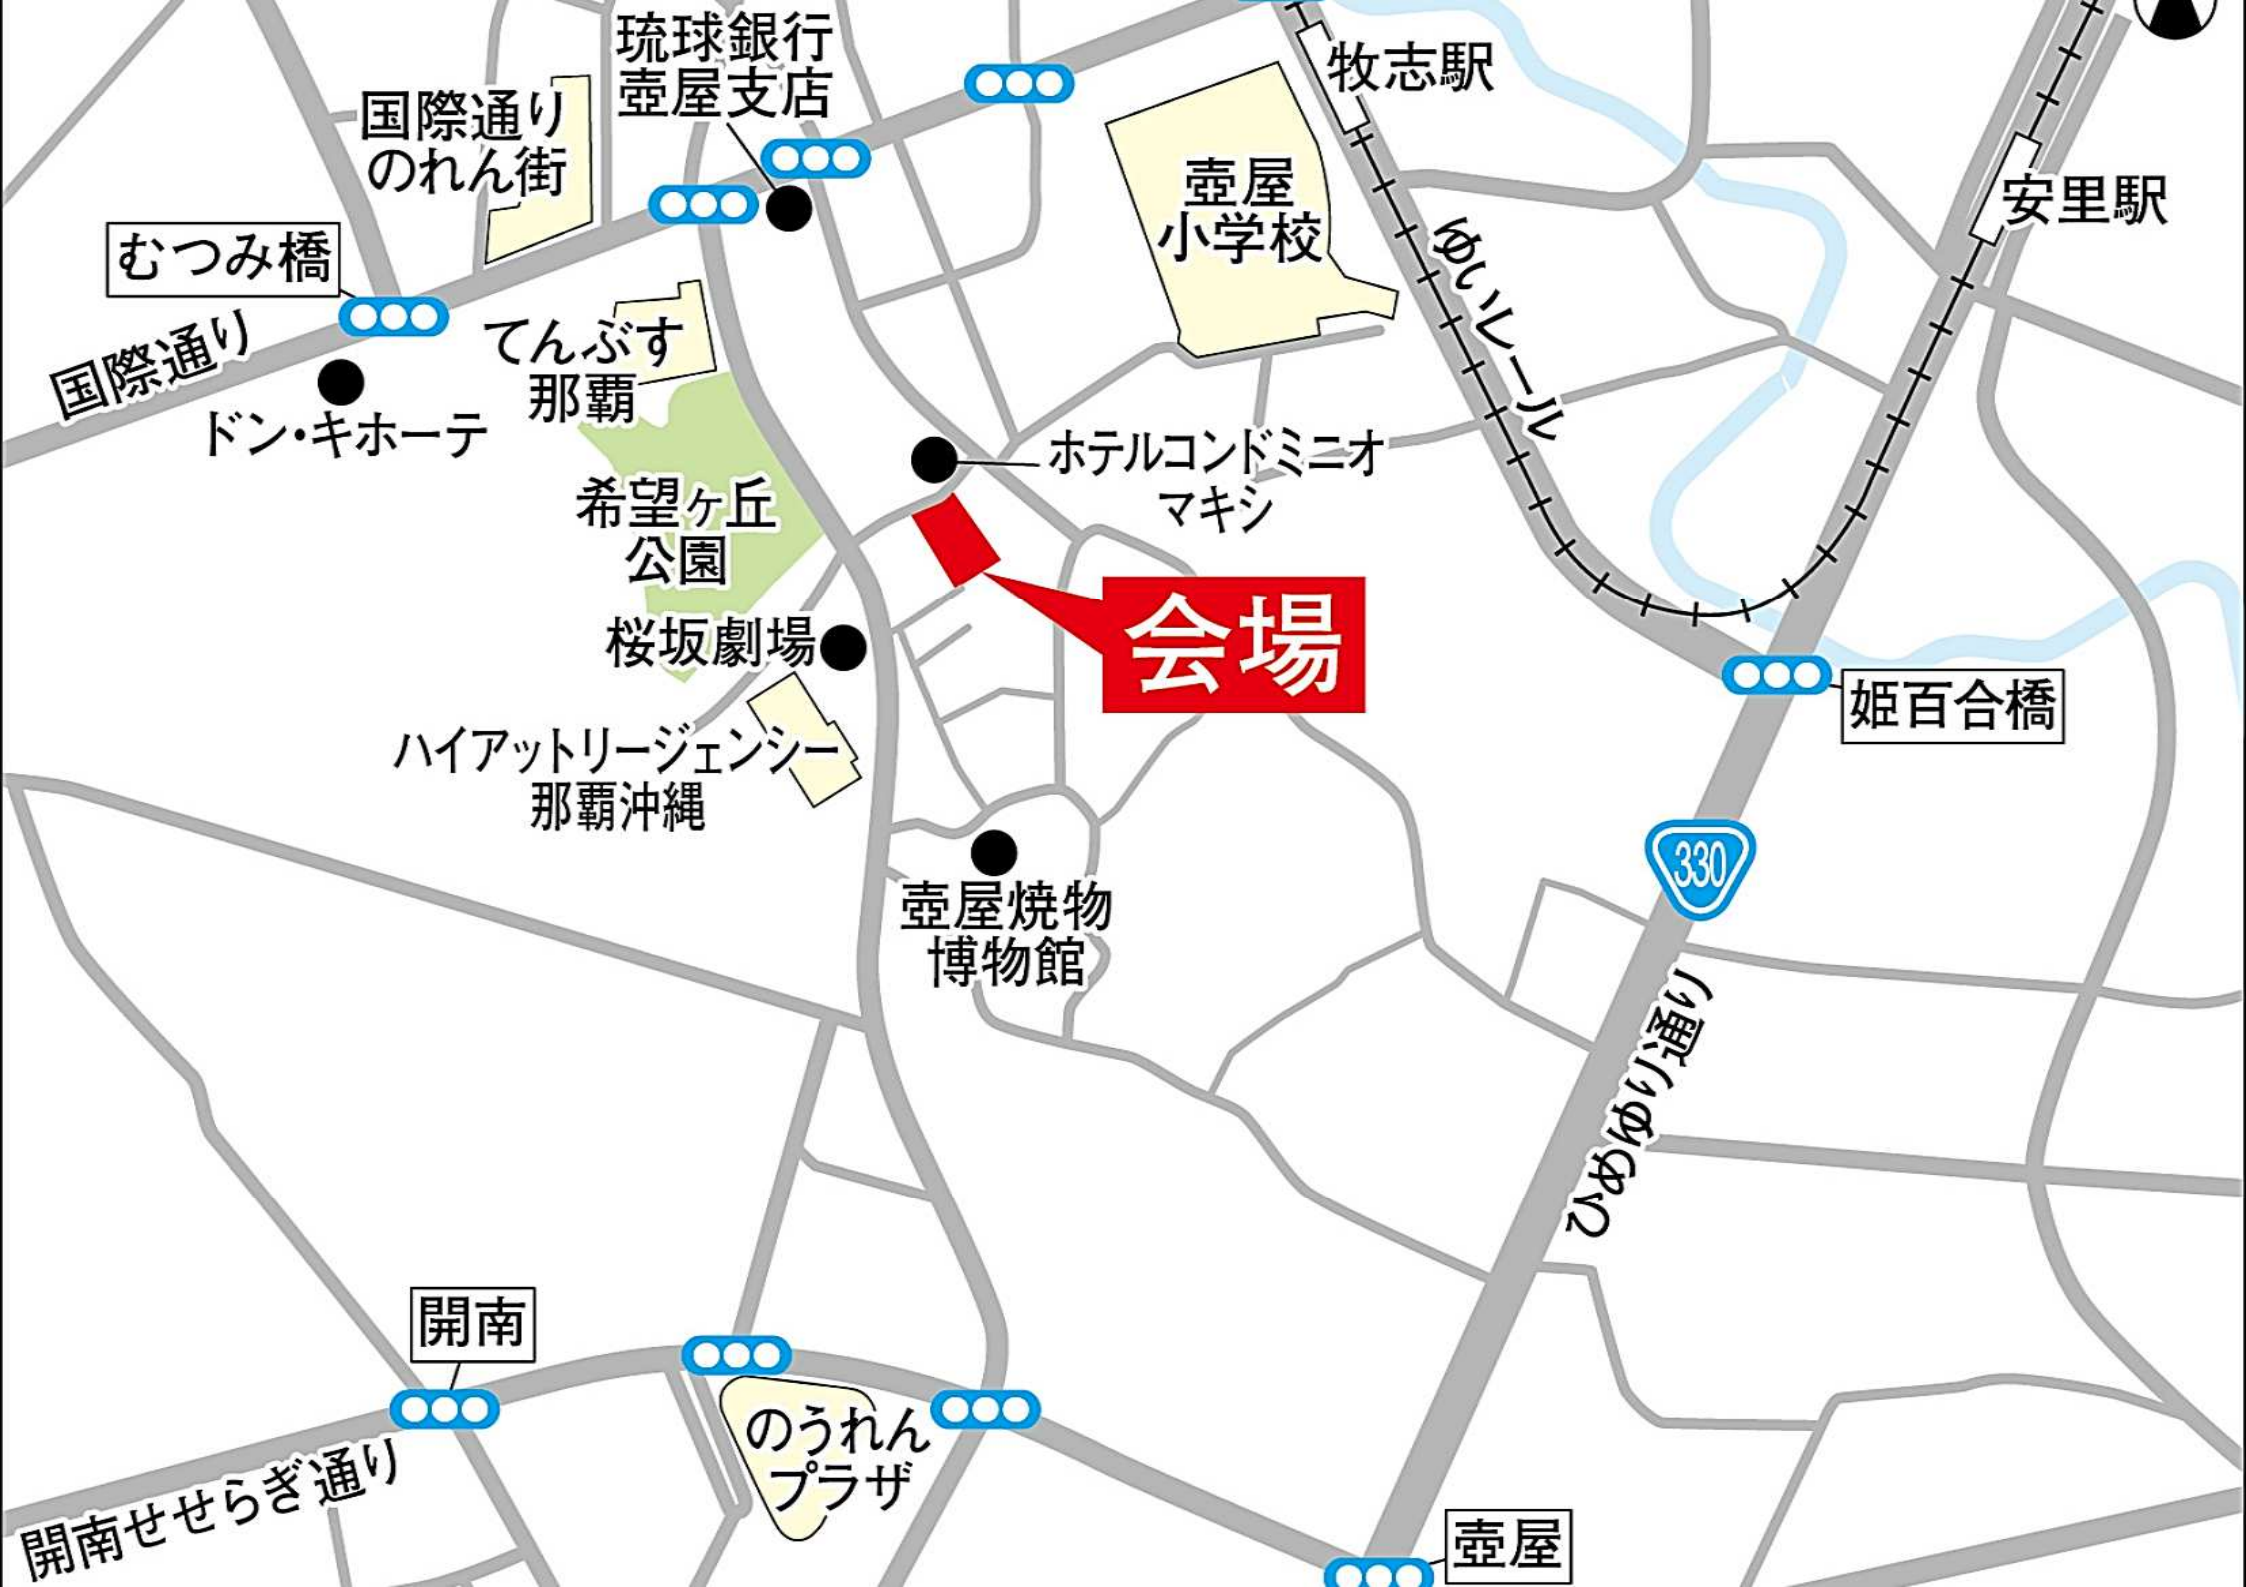 琉球銀行
壺屋支店
牧志駅
国際通り
のれん街
壺屋
小学校
安里駅
むつみ橋
ゆいレール
国際通り
てんぶす
那覇
ドン・キホーテ
ホテルコンドミニオ
マキシ
希望ヶ丘
公園
会場
桜坂劇場
姫百合橋
ハイアットリージェンシー
那覇沖縄
330
壺屋焼物
博物館
ひめゆり通り
開南
のうれん
プラザ
開南せせらぎ通り
壺屋